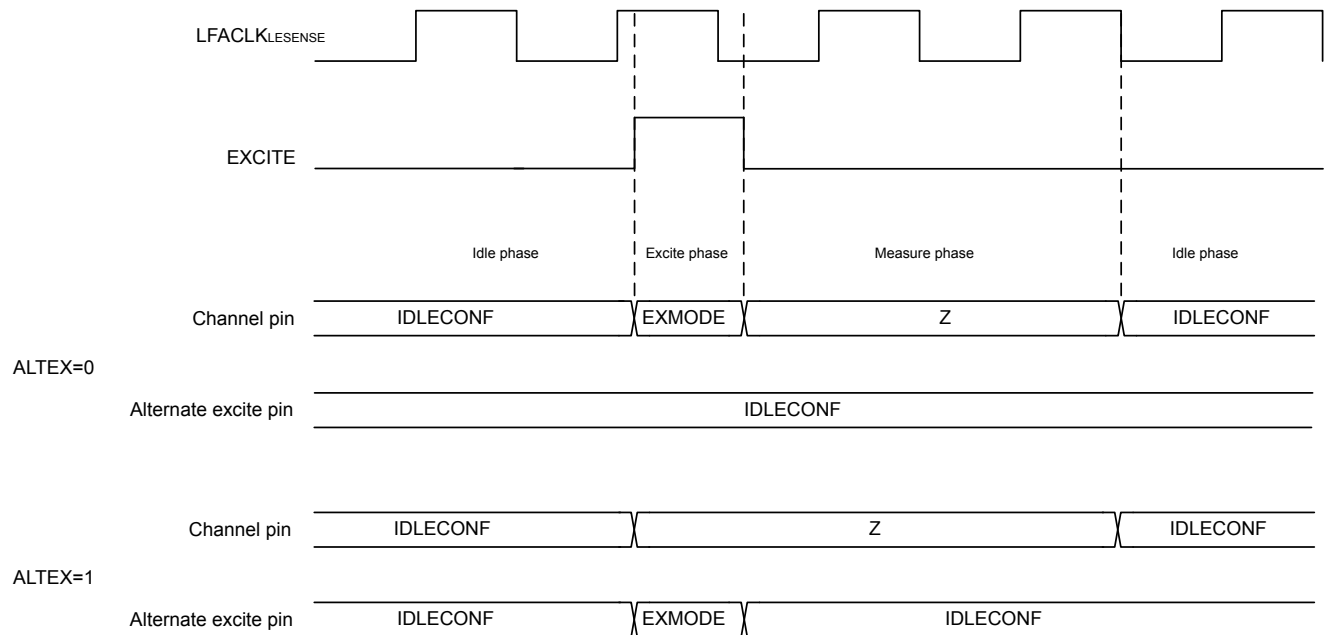 LFACLKLESENSE
EXCITE
Idle phase Excite phase Measure phase Idle phase
Channel pin IDLECONF EXMODE Z IDLECONF
ALTEX=0
Alternate excite pin IDLECONF
Channel pin IDLECONF Z IDLECONF
ALTEX=1
Alternate excite pin IDLECONF EXMODE IDLECONF